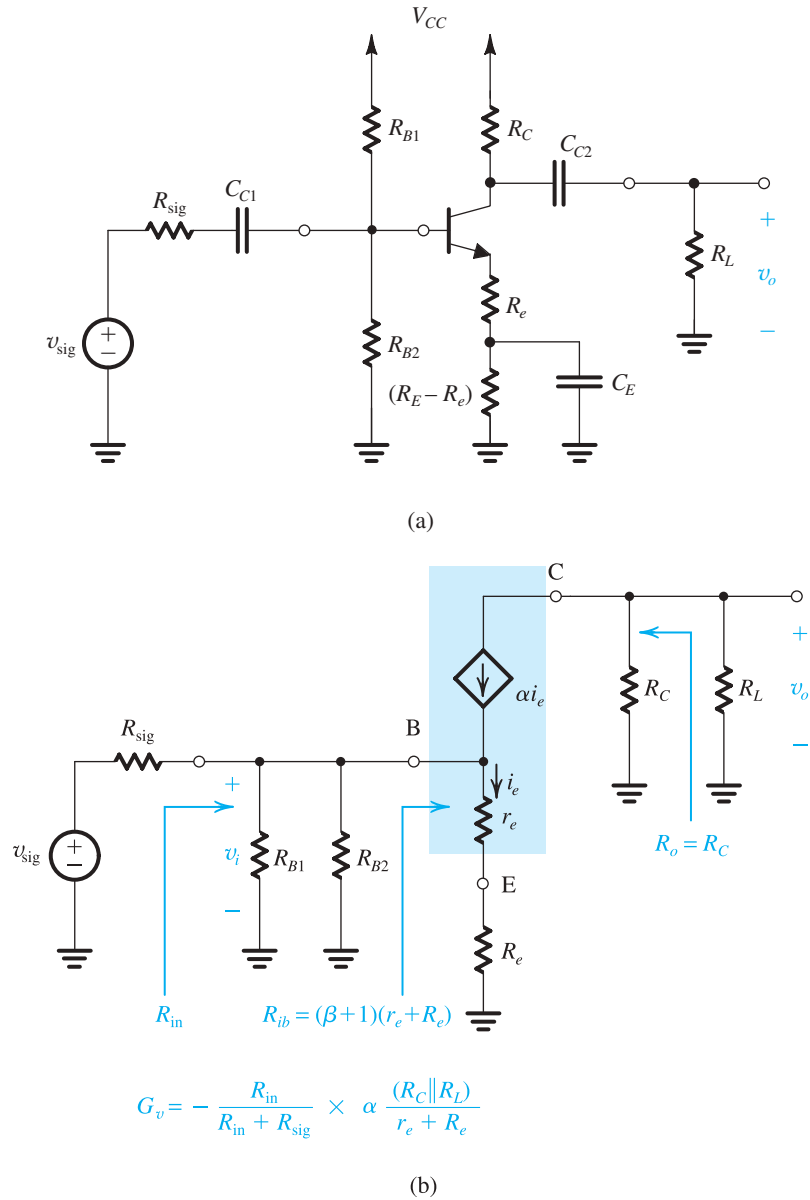 V_CC
R_B1
R_C
C_C2
R_sig
C_C1
+
R_L
v_o
R_e
−
v_sig
+
−
R_B2
(R_E – R_e)
C_E
(a)
C
+
αi_e
R_C
R_L
v_o
R_sig
B
−
+
i_e
r_e
v_sig
+
−
v_i
R_B1
R_B2
R_o = R_C
−
E
R_e
R_in
R_ib = (β+1)(r_e + R_e)
G_v = − \frac{R_in}{R_in + R_sig} × α \frac{(R_C ∥ R_L)}{r_e + R_e}
(b)